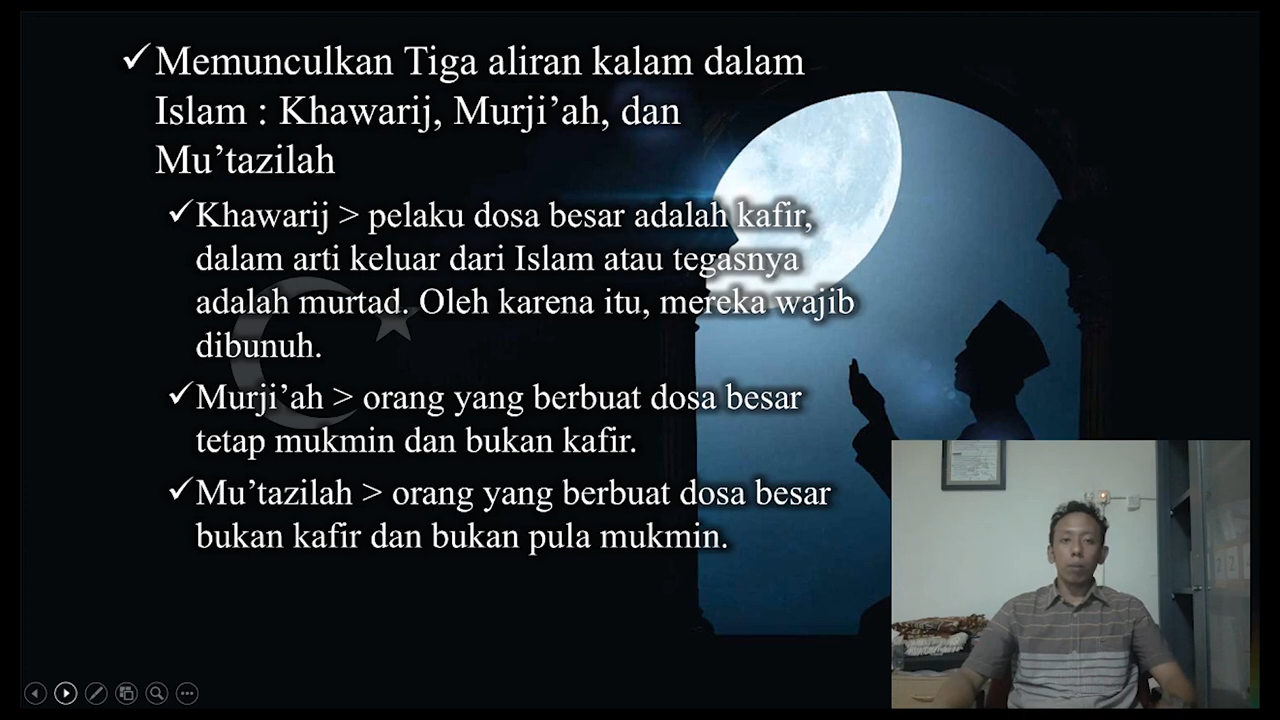 ✓Memunculkan Tiga aliran kalam dalam
Islam : Khawarij, Murji’ah, dan
Mu’tazilah
✓Khawarij > pelaku dosa besar adalah kafir,
dalam arti keluar dari Islam atau tegasnya
adalah murtad. Oleh karena itu, mereka wajib
dibunuh.
✓Murji’ah > orang yang berbuat dosa besar
tetap mukmin dan bukan kafir.
✓Mu’tazilah > orang yang berbuat dosa besar
bukan kafir dan bukan pula mukmin.